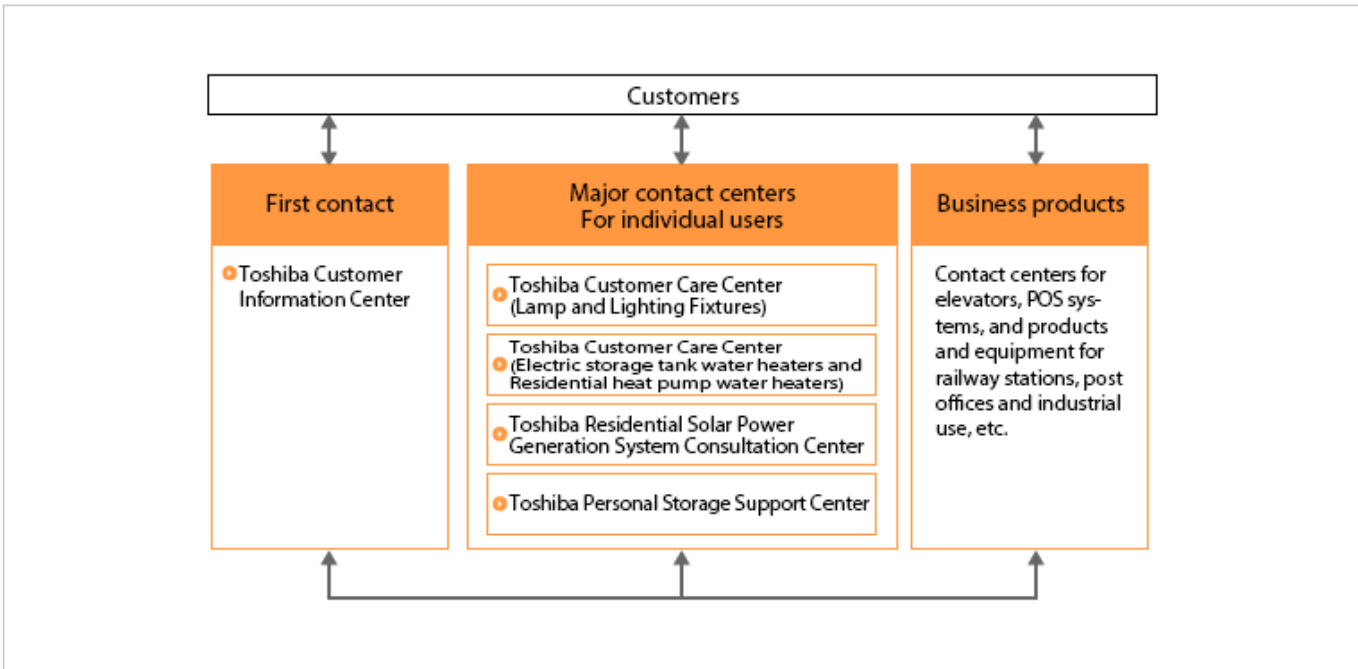 Customers
First contact
Toshiba Customer
Information Center
Major contact centers
For individual users
Toshiba Customer Care Center
(Lamp and Lighting Fixtures)
Toshiba Customer Care Center
(Electric storage tank water heaters and
Residential heat pump water heaters)
Toshiba Residential Solar Power
Generation System Consultation Center
Toshiba Personal Storage Support Center
Business products
Contact centers for
elevators, POS sys-
tems, and products
and equipment for
railway stations, post
offices and industrial
use, etc.